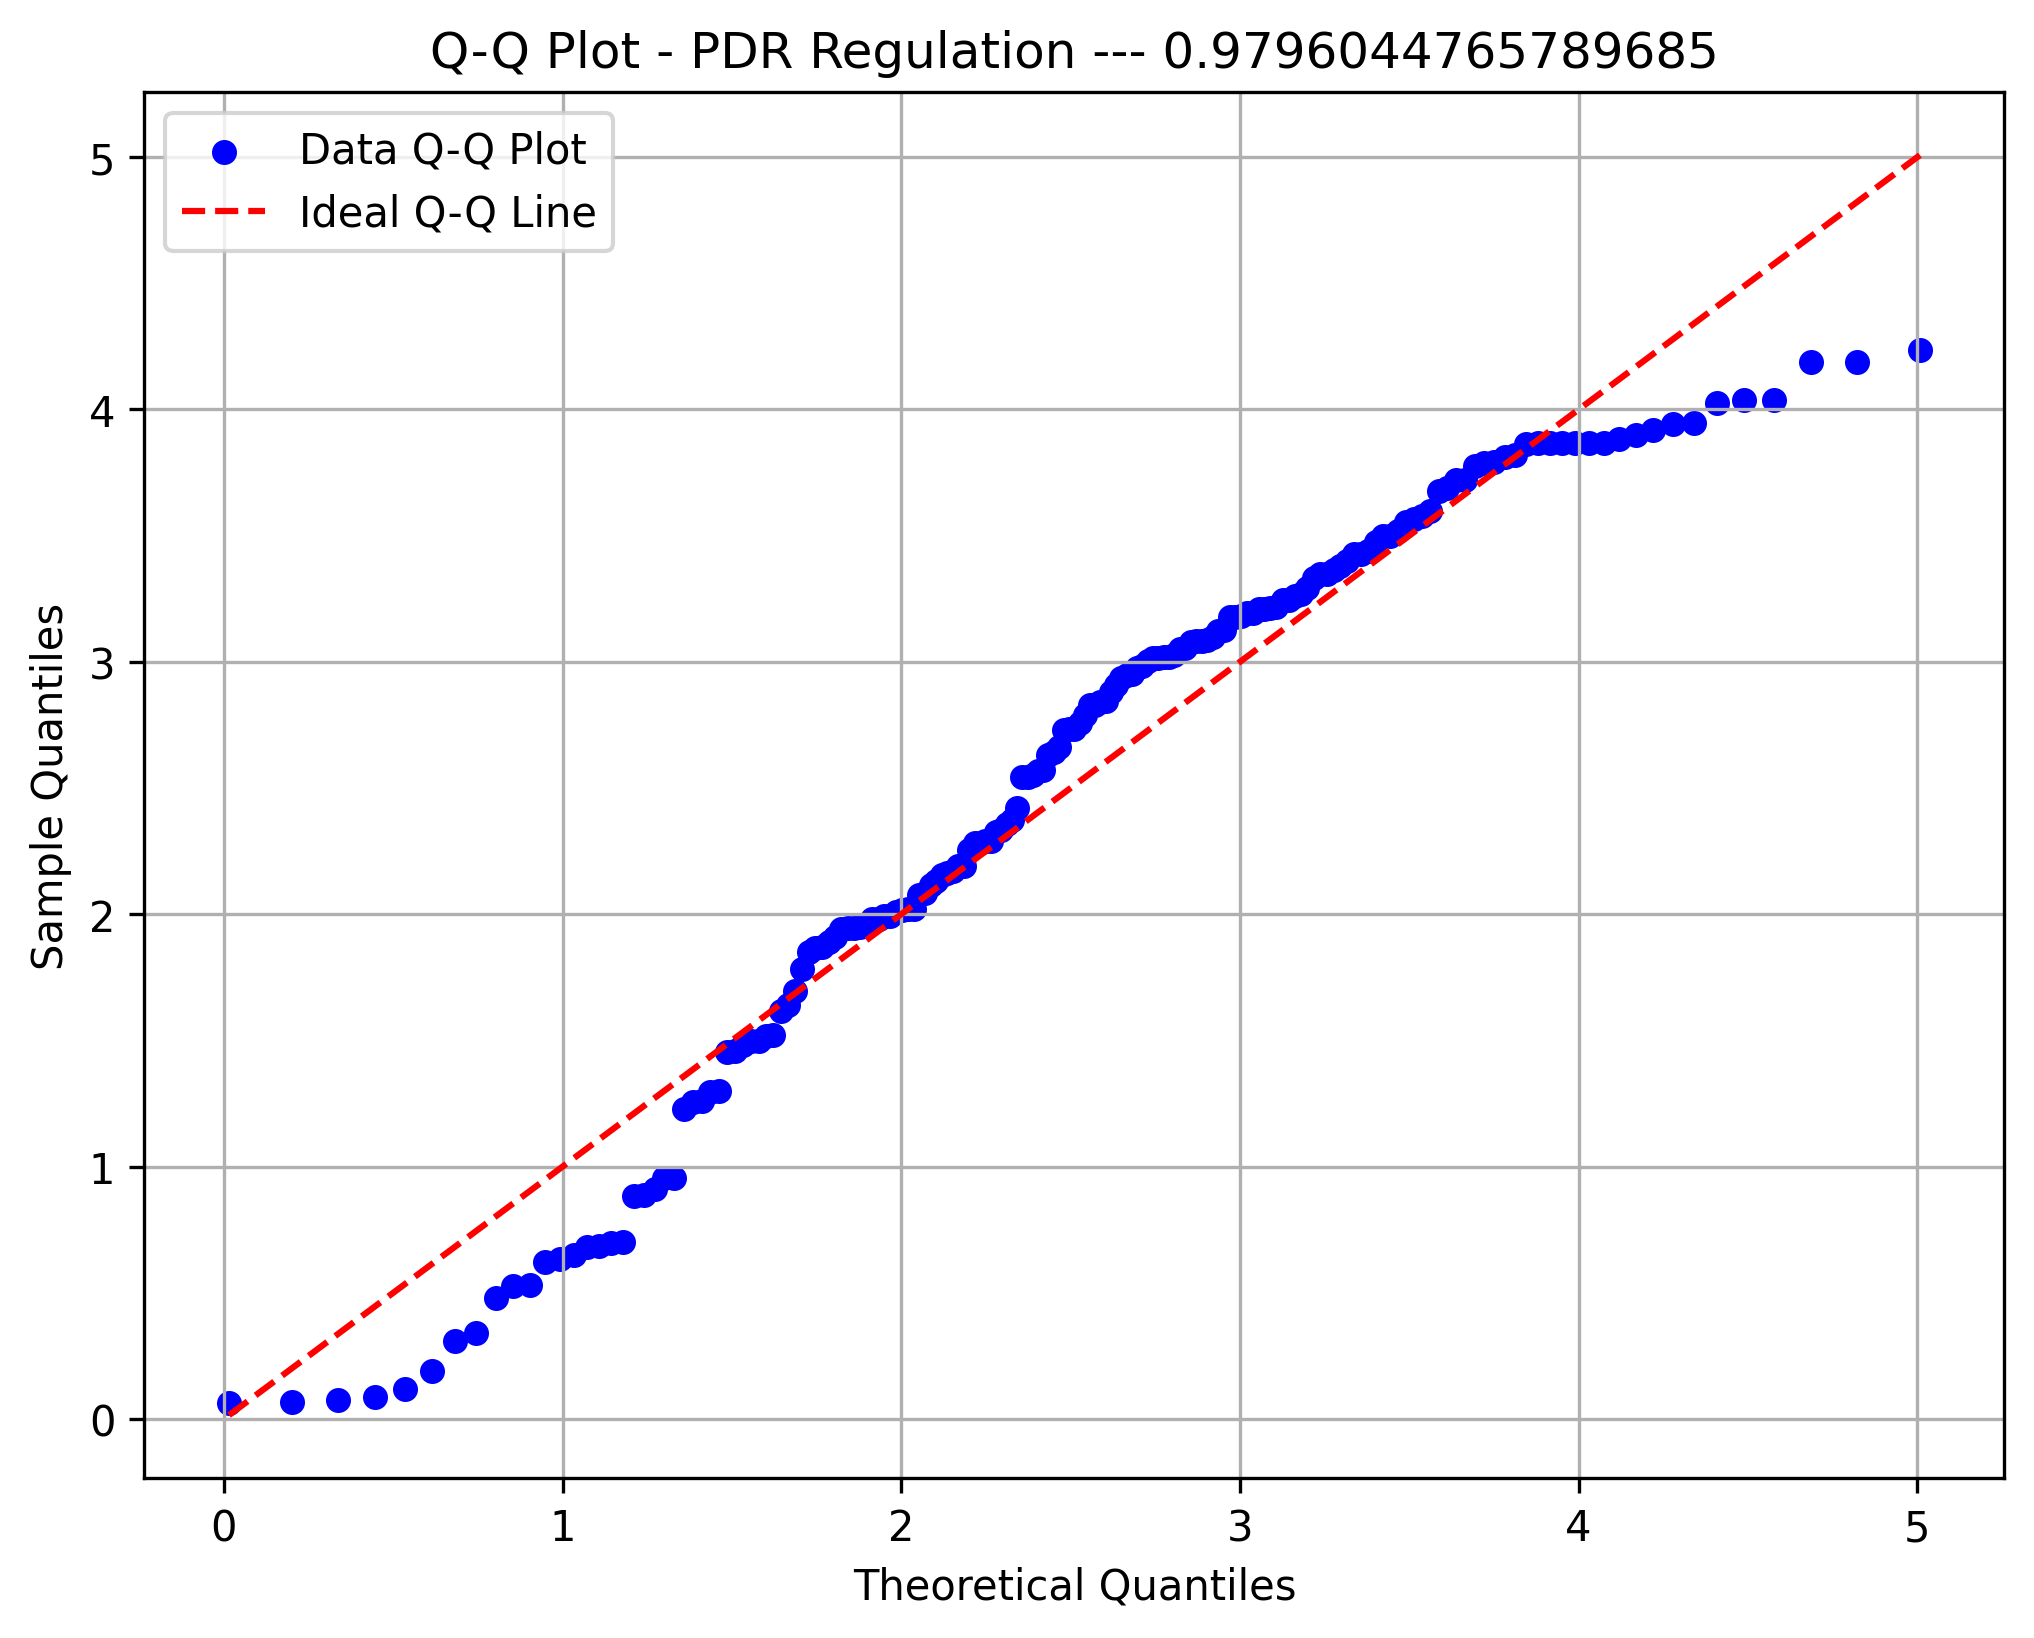 Q-Q Plot - PDR Regulation --- 0.9796044765789685
Data Q-Q Plot
Ideal Q-Q Line
5
4
3
2
1
0
Sample Quantiles
0 1 2 3 4 5
Theoretical Quantiles